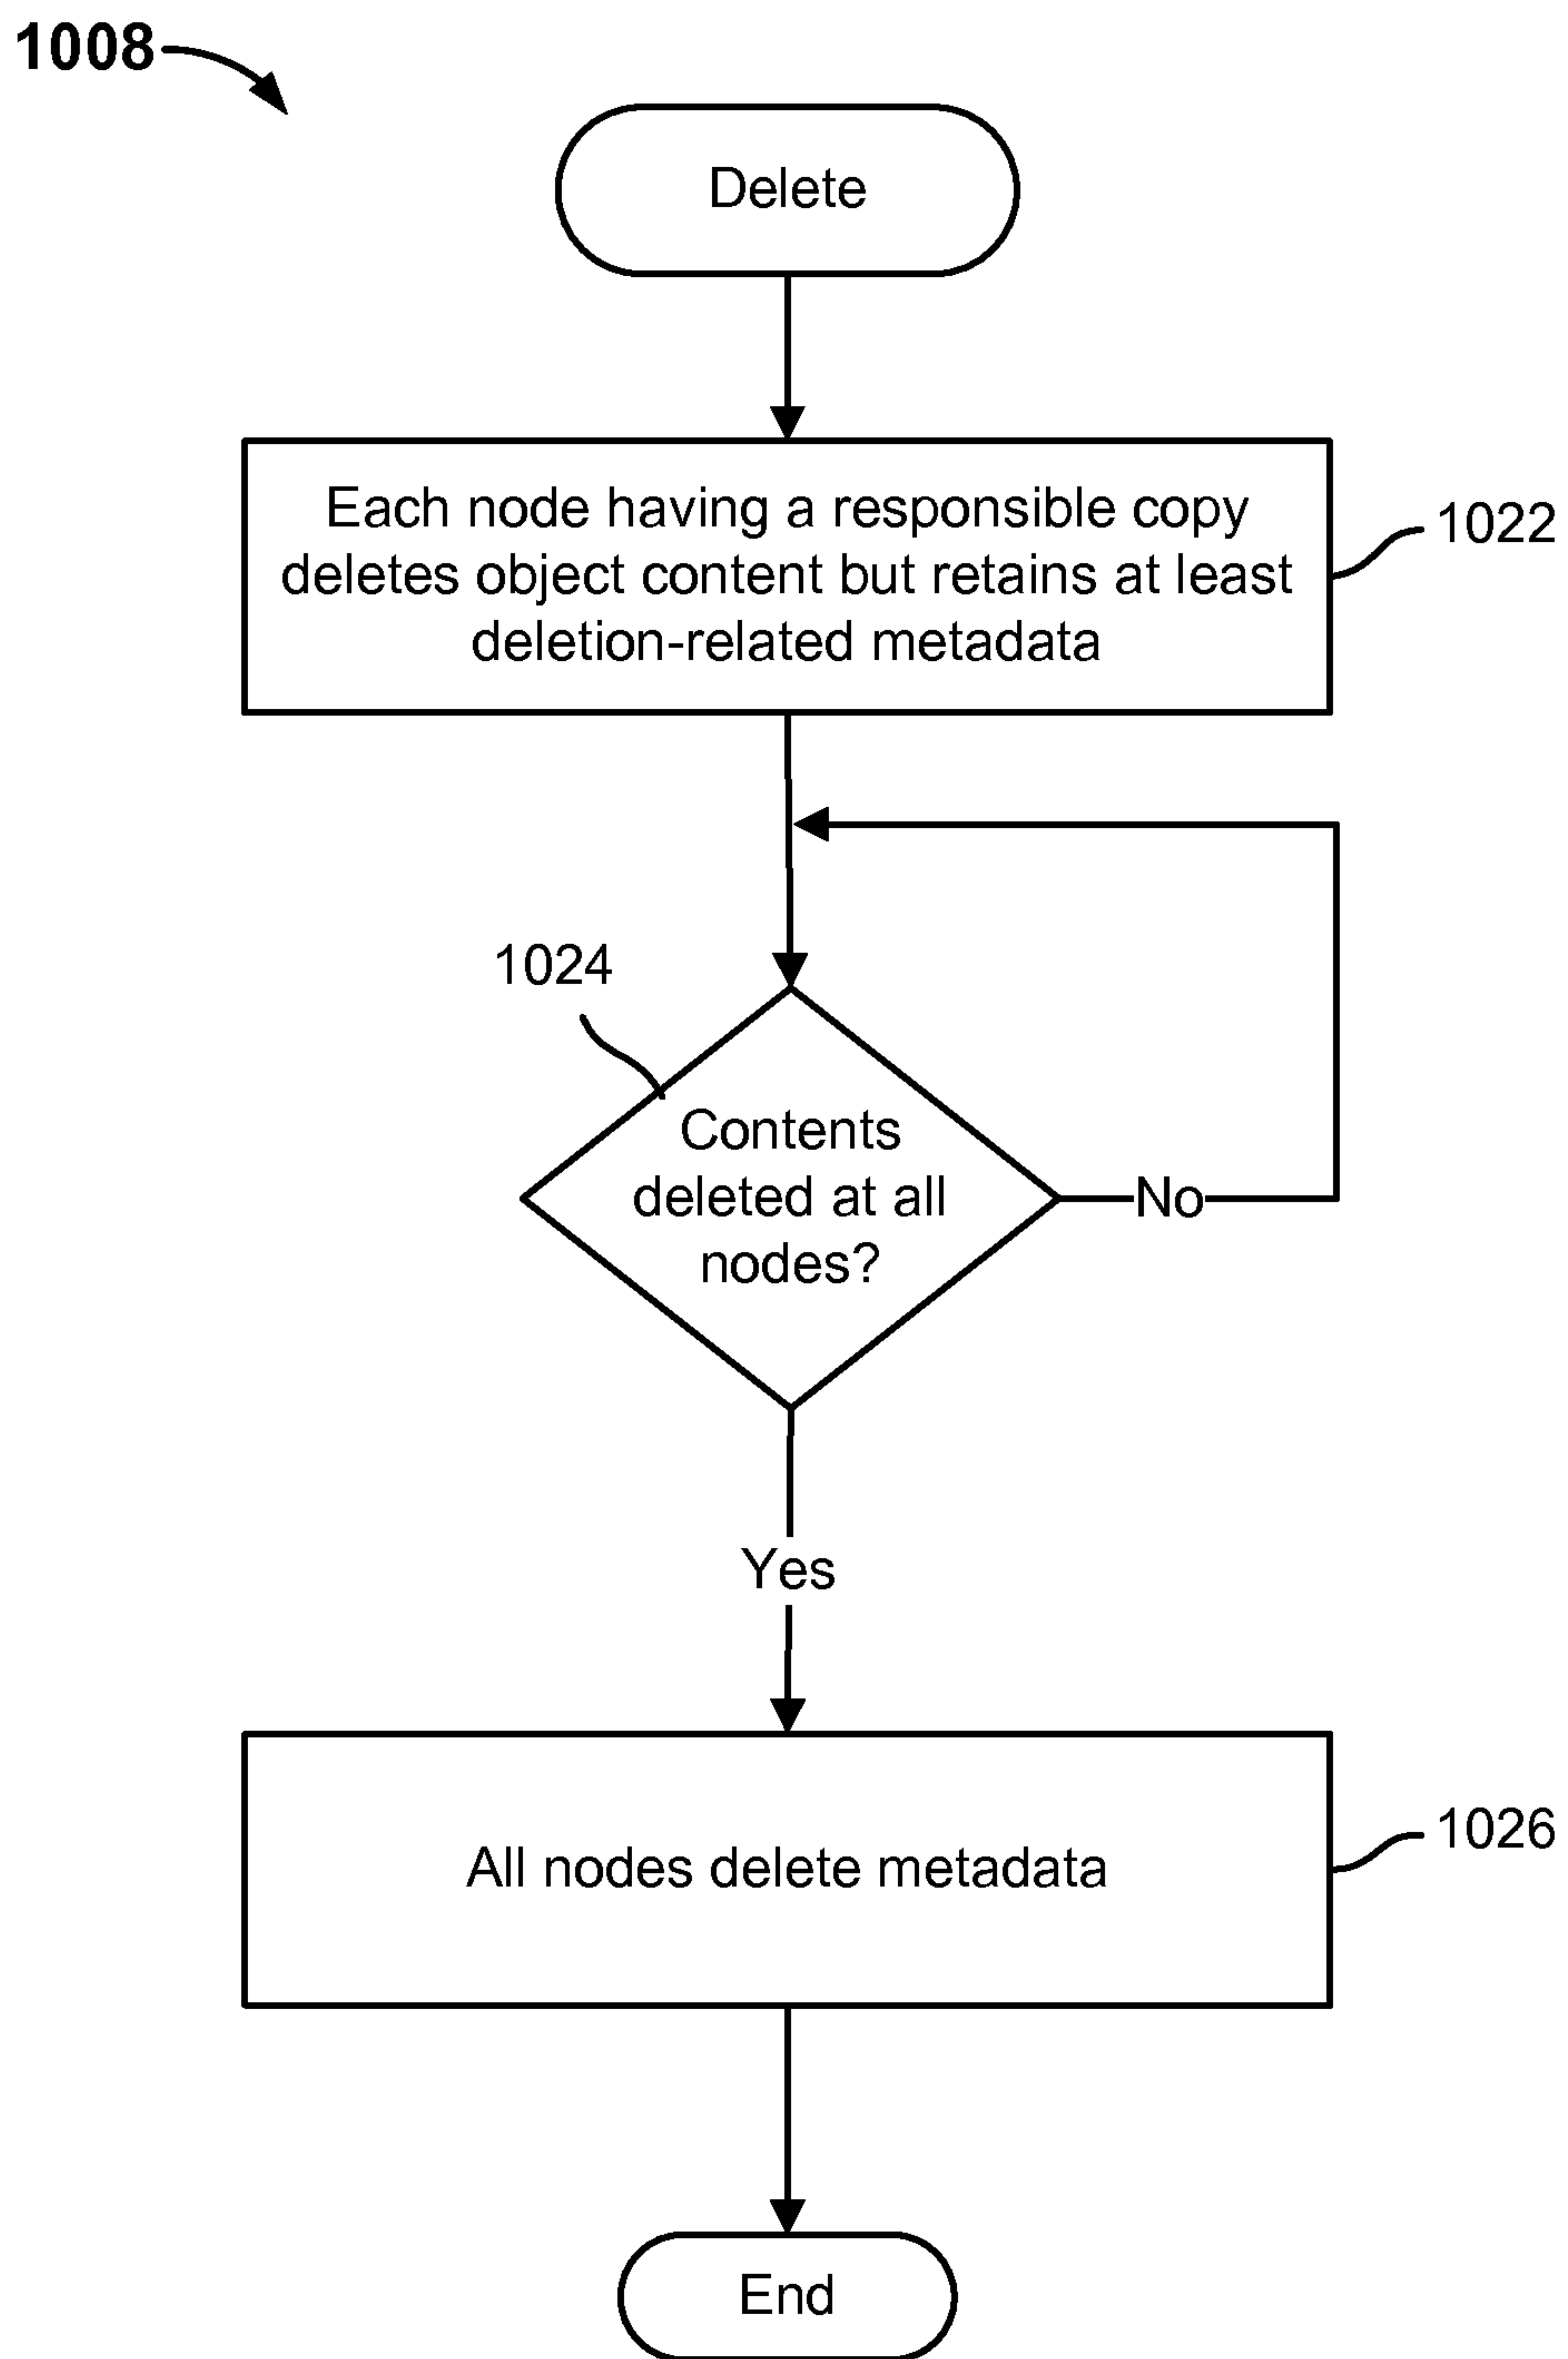 1008
Delete
Each node having a responsible copy
deletes object content but retains at least
deletion-related metadata
1022
1024
Contents
deleted at all
nodes?
No
Yes
All nodes delete metadata
1026
End